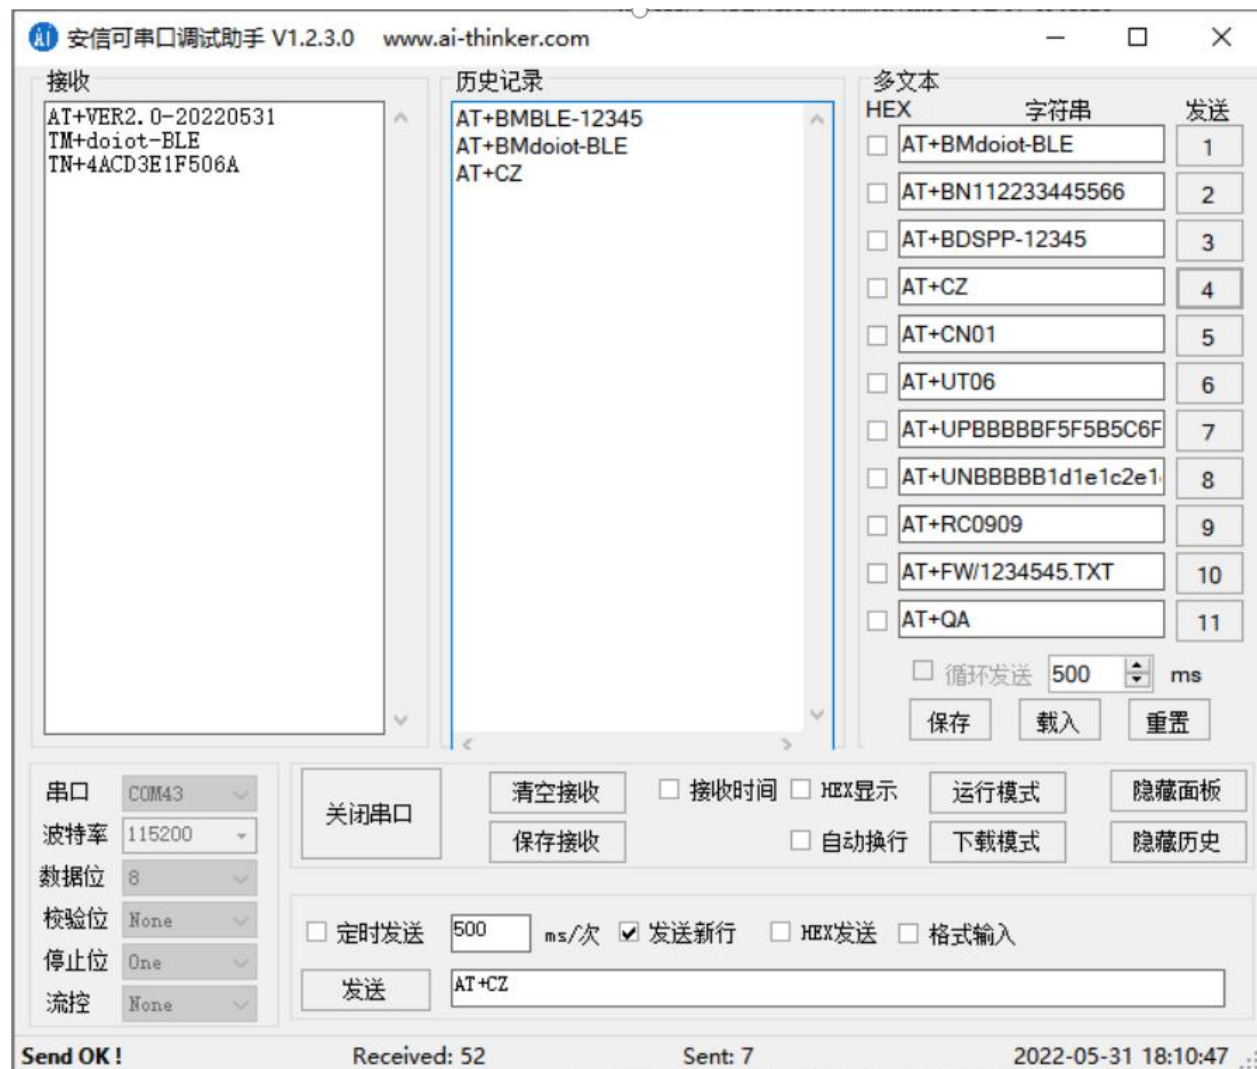 安信可串口调试助手 V1.2.3.0 www.ai-thinker.com
接收
AT+VER2.0-20220531
TM+doiot-BLE
TN+4ACD3E1F506A
历史记录
AT+BMBLE-12345
AT+BMdoiot-BLE
AT+CZ
多文本
HEX 字符串 发送
AT+BMdoiot-BLE 1
AT+BN112233445566 2
AT+BDSPP-12345 3
AT+CZ 4
AT+CN01 5
AT+UT06 6
AT+UPBBBBBF5F5B5C6F 7
AT+UNBBBBB1d1e1c2e1 8
AT+RC0909 9
AT+FW/1234545.TXT 10
AT+QA 11
循环发送 500 ms
保存 载入 重置
串口 COM43
波特率 115200
数据位 8
校验位 None
停止位 One
流控 None
关闭串口
清空接收 接收时间 HEX显示 运行模式 隐藏面板
保存接收 自动换行 下载模式 隐藏历史
定时发送 500 ms/次 发送新行 HEX发送 格式输入
发送 AT+CZ
Send OK ! Received: 52 Sent: 7 2022-05-31 18:10:47